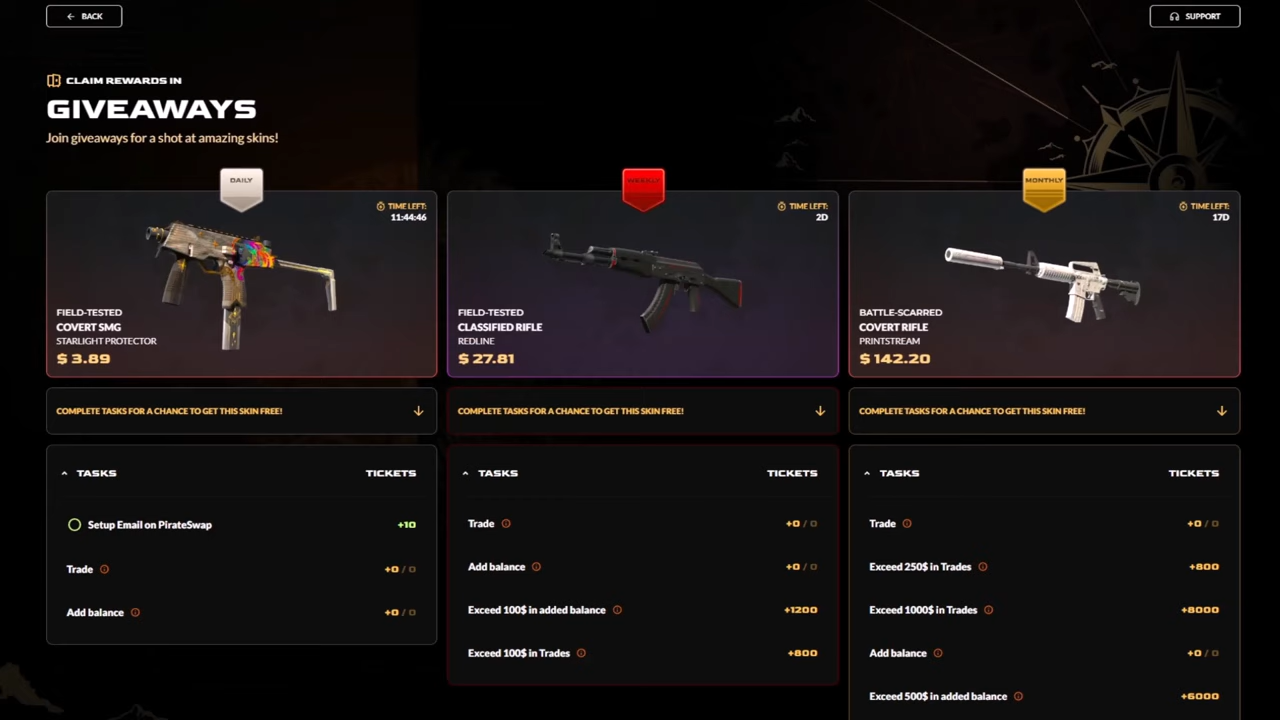 BACK
SUPPORT
CLAIM REWARDS IN
GIVEAWAYS
Join giveaways for a shot at amazing skins!
DAILY
TIME LEFT:
11:44:46
FIELD-TESTED
COVERT SMG
STARLIGHT PROTECTOR
$ 3.89
WEEKLY
TIME LEFT:
2D
FIELD-TESTED
CLASSIFIED RIFLE
REDLINE
$ 27.81
MONTHLY
TIME LEFT:
17D
BATTLE-SCARRED
COVERT RIFLE
PRINTSTREAM
$ 142.20
COMPLETE TASKS FOR A CHANCE TO GET THIS SKIN FREE!
COMPLETE TASKS FOR A CHANCE TO GET THIS SKIN FREE!
COMPLETE TASKS FOR A CHANCE TO GET THIS SKIN FREE!
TASKS TICKETS
Setup Email on PirateSwap +10
Trade +0 / 0
Add balance +0 / 0
TASKS TICKETS
Trade +0 / 0
Add balance +0 / 0
Exceed 100$ in added balance +1200
Exceed 100$ in Trades +800
TASKS TICKETS
Trade +0 / 0
Exceed 250$ in Trades +800
Exceed 1000$ in Trades +8000
Add balance +0 / 0
Exceed 500$ in added balance +6000